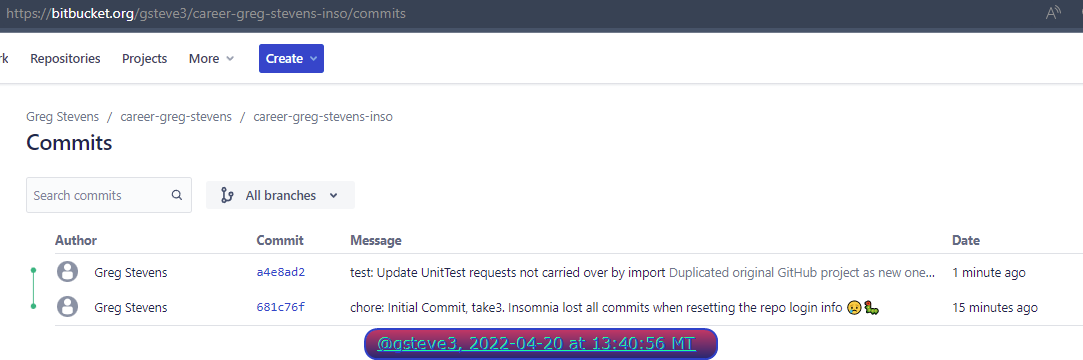 https://bitbucket.org/gsteve3/career-greg-stevens-inso/commits
rk Repositories Projects More Create
Greg Stevens / career-greg-stevens / career-greg-stevens-inso
Commits
Search commits All branches
Author Commit Message Date
Greg Stevens a4e8ad2 test: Update UnitTest requests not carried over by import Duplicated original GitHub project as new one... 1 minute ago
Greg Stevens 681c76f chore: Initial Commit, take3. Insomnia lost all commits when resetting the repo login info 😥🐛 15 minutes ago
@gsteve3, 2022-04-20 at 13:40:56 MT